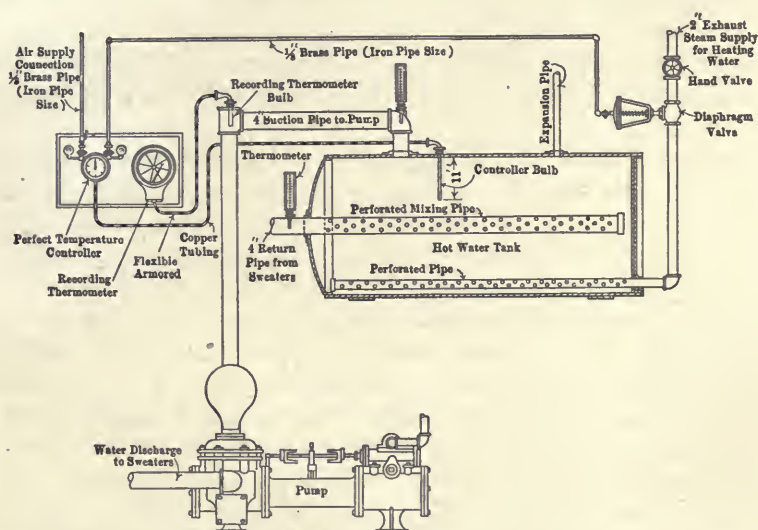 Air Supply
Connection
⅛" Brass Pipe
(Iron Pipe
Size)
⅛" Brass Pipe (Iron Pipe Size)
2" Exhaust
Steam Supply
for Heating
Water
Hand Valve
Diaphragm
Valve
Recording Thermometer
Bulb
4" Suction Pipe to Pump
Expansion Pipe
Thermometer
11"
Controller Bulb
Perforated Mixing Pipe
Hot Water Tank
Perforated Pipe
4" Return
Pipe from
Sweaters
Perfect Temperature
Controller
Recording
Thermometer
Flexible
Armored
Copper
Tubing
Water Discharge
to Sweaters
Pump